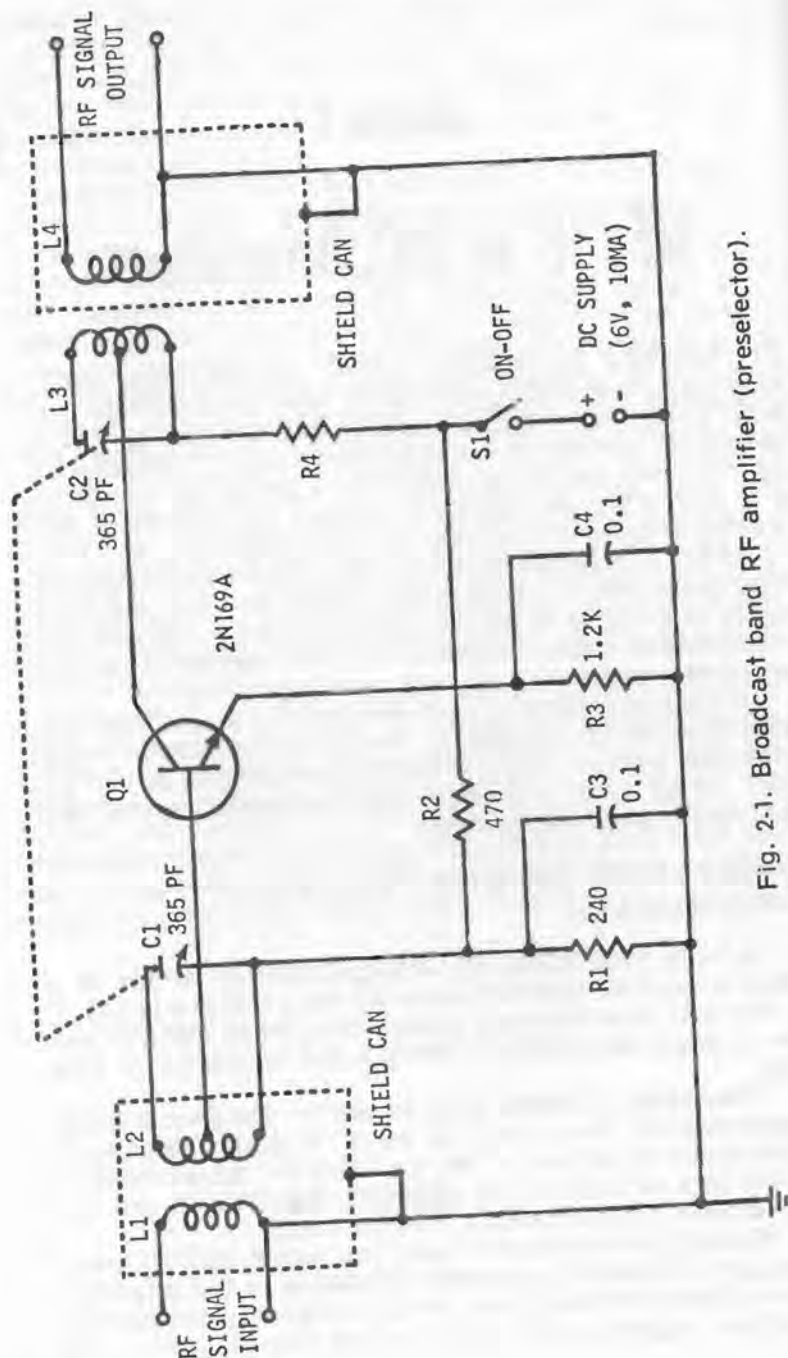 RF
SIGNAL
INPUT
L1
L2
SHIELD CAN
C1
365 PF
Q1
2N169A
R1
240
C3
0.1
R2
470
R3
1.2K
C4
0.1
C2
365 PF
L3
R4
S1
ON-OFF
DC SUPPLY
(6V, 10MA)
+
-
SHIELD CAN
L4
RF SIGNAL
OUTPUT
Fig. 2-1. Broadcast band RF amplifier (preselector).